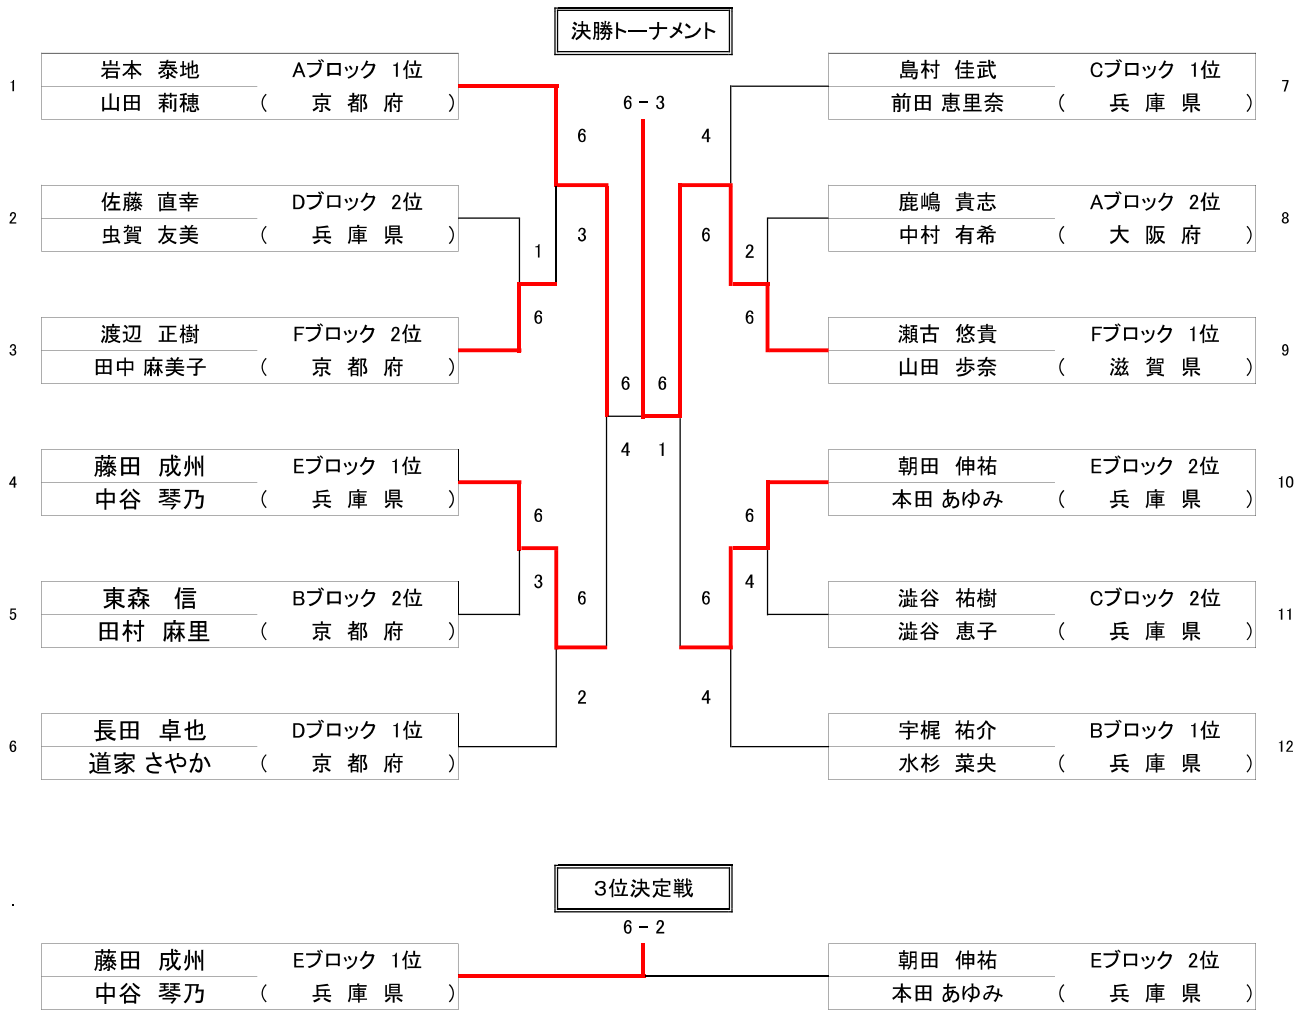 決勝トーナメント
1 岩本 泰地 Aブロック 1位
山田 莉穂 ( 京 都 府 )
島村 佳武 Cブロック 1位 7
前田 恵里奈 ( 兵 庫 県 )
6 − 3
6 4
2 佐藤 直幸 Dブロック 2位
虫賀 友美 ( 兵 庫 県 )
鹿嶋 貴志 Aブロック 2位 8
中村 有希 ( 大 阪 府 )
3 6
1 2
6 6
3 渡辺 正樹 Fブロック 2位
田中 麻美子 ( 京 都 府 )
瀬古 悠貴 Fブロック 1位 9
山田 歩奈 ( 滋 賀 県 )
6 6
4 1
4 藤田 成州 Eブロック 1位
中谷 琴乃 ( 兵 庫 県 )
朝田 伸祐 Eブロック 2位 10
本田 あゆみ ( 兵 庫 県 )
6 6
3 4
5 東森 信 Bブロック 2位
田村 麻里 ( 京 都 府 )
澁谷 祐樹 Cブロック 2位 11
澁谷 恵子 ( 兵 庫 県 )
6 6
2 4
6 長田 卓也 Dブロック 1位
道家 さやか ( 京 都 府 )
宇梶 祐介 Bブロック 1位 12
水杉 菜央 ( 兵 庫 県 )
3位決定戦
.
6 − 2
藤田 成州 Eブロック 1位
中谷 琴乃 ( 兵 庫 県 )
朝田 伸祐 Eブロック 2位
本田 あゆみ ( 兵 庫 県 )